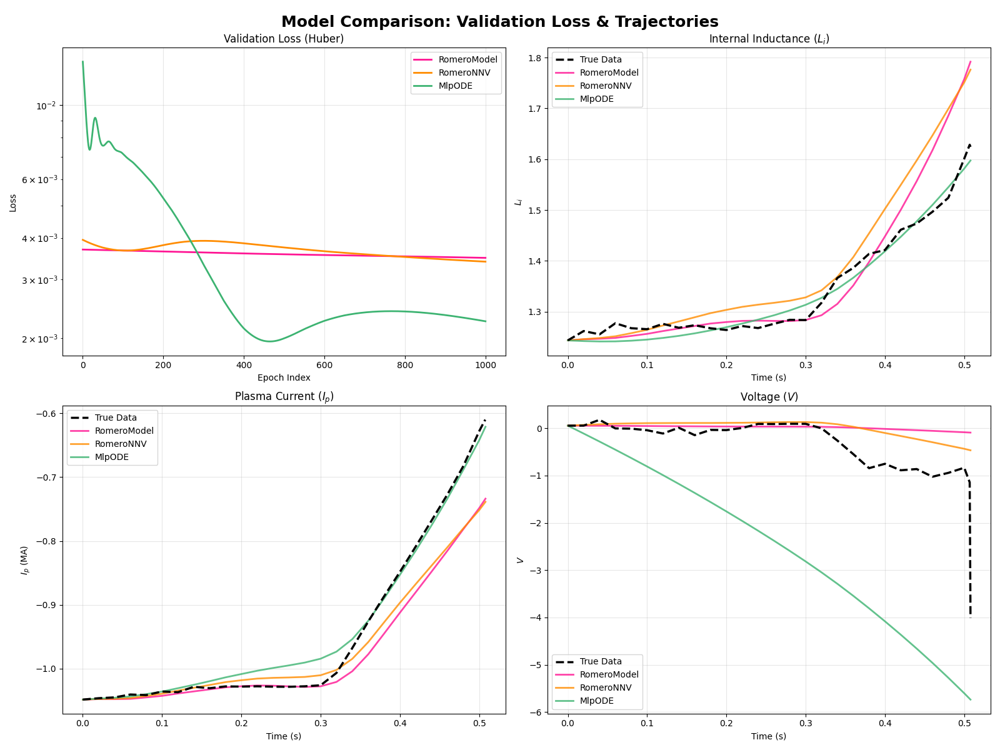 Model Comparison: Validation Loss & Trajectories
Validation Loss (Huber)
Loss
10⁻²
6 × 10⁻³
4 × 10⁻³
3 × 10⁻³
2 × 10⁻³
RomeroModel
RomeroNNV
MlpODE
0 200 400 600 800 1000
Epoch Index
Internal Inductance (Lᵢ)
Lᵢ
1.8
1.7
1.6
1.5
1.4
1.3
True Data
RomeroModel
RomeroNNV
MlpODE
0.0 0.1 0.2 0.3 0.4 0.5
Time (s)
Plasma Current (Iₚ)
Iₚ (MA)
−0.6
−0.7
−0.8
−0.9
−1.0
True Data
RomeroModel
RomeroNNV
MlpODE
0.0 0.1 0.2 0.3 0.4 0.5
Time (s)
Voltage (V)
V
0
−1
−2
−3
−4
−5
−6
True Data
RomeroModel
RomeroNNV
MlpODE
0.0 0.1 0.2 0.3 0.4 0.5
Time (s)